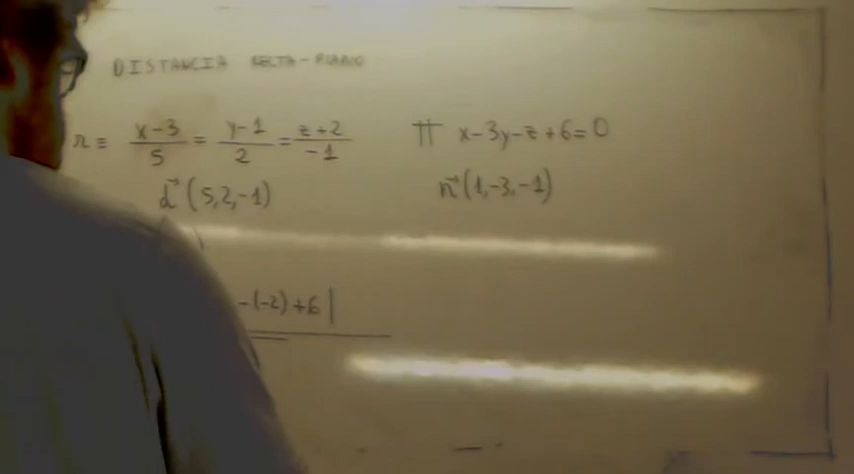 DISTANCIA RECTA-PLANO
r ≡ x-3/5 = y-1/2 = z+2/-1 π x-3y-z+6=0
d⃗ (5,2,-1) n⃗ (1,-3,-1)
-(-2)+6|